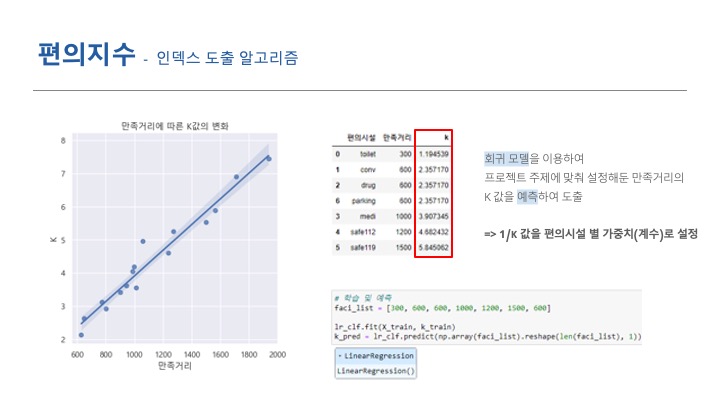 편의지수 - 인덱스 도출 알고리즘
만족거리에 따른 K값의 변화
8
7
6
5
4
3
2
K
600 800 1000 1200 1400 1600 1800 2000
만족거리
편의시설 만족거리 k
0 toilet 300 1.194539
1 conv 600 2.357170
2 drug 600 2.357170
6 parking 600 2.357170
3 medi 1000 3.907345
4 safe112 1200 4.682432
5 safe119 1500 5.845062
회귀 모델을 이용하여
프로젝트 주제에 맞춰 설정해둔 만족거리의
K 값을 예측하여 도출
=> 1/K 값을 편의시설 별 가중치(계수)로 설정
# 학습 및 예측
faci_list = [300, 600, 600, 1000, 1200, 1500, 600]
lr_clf.fit(X_train, k_train)
k_pred = lr_clf.predict(np.array(faci_list).reshape(len(faci_list), 1))
▾ LinearRegression
LinearRegression()